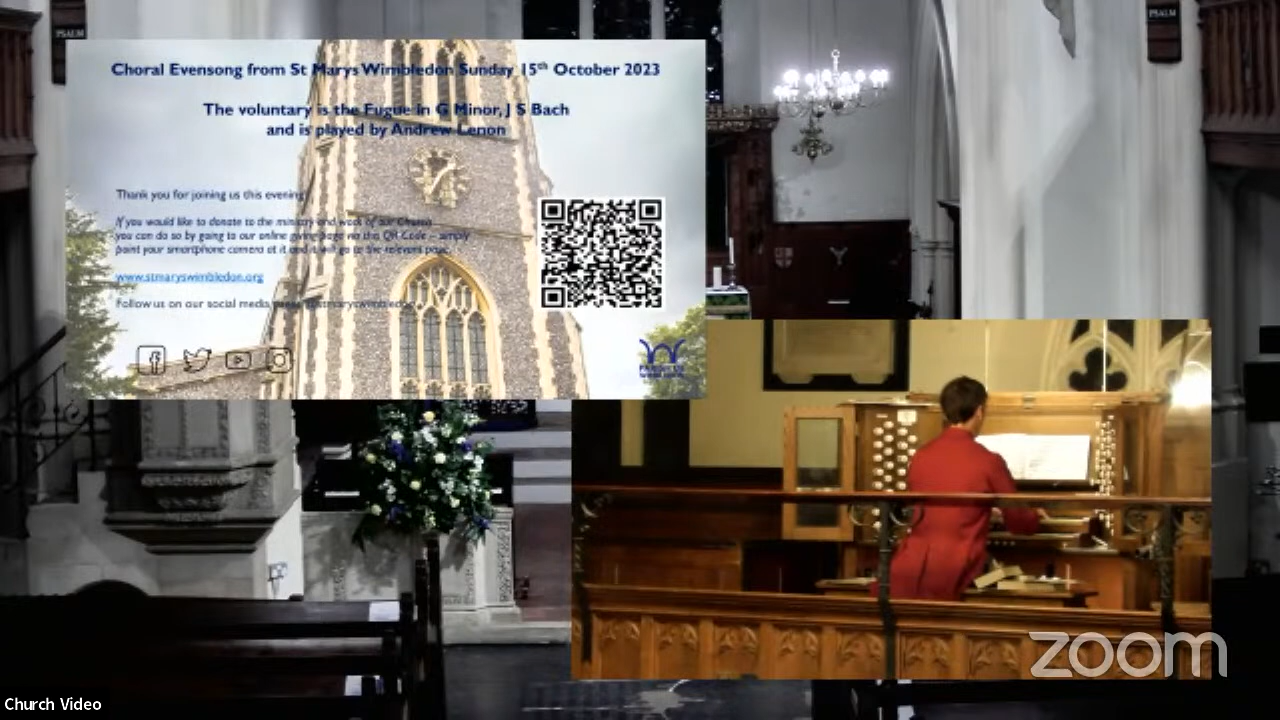 PSALM
PSALM
Choral Evensong from St Marys Wimbledon Sunday 15th October 2023
The voluntary is the Fugue in G Minor, J S Bach
and is played by Andrew Lenon
Thank you for joining us this evening
If you would like to donate to the ministry and work of our Church
you can do so by going to our online giving page via the QR Code – simply
point your smartphone camera at it and it will go to the relevant page.
www.stmaryswimbledon.org
Follow us on our social media @stmaryswimbledon
PARISH OF
WIMBLEDON
zoom
Church Video